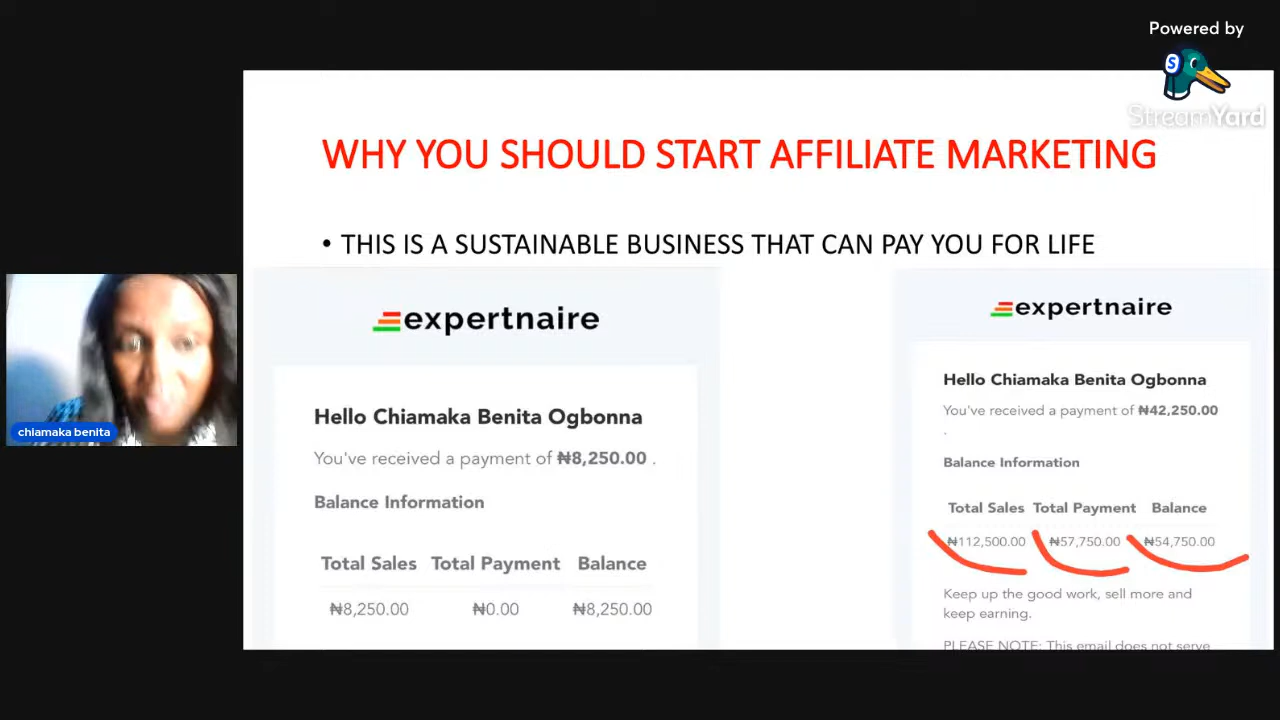 Powered by
S
StreamYard
WHY YOU SHOULD START AFFILIATE MARKETING
• THIS IS A SUSTAINABLE BUSINESS THAT CAN PAY YOU FOR LIFE
expertnaire
Hello Chiamaka Benita Ogbonna
You've received a payment of ₦8,250.00 .
Balance Information
Total Sales Total Payment Balance
₦8,250.00 ₦0.00 ₦8,250.00
expertnaire
Hello Chiamaka Benita Ogbonna
You've received a payment of ₦42,250.00
.
Balance Information
Total Sales Total Payment Balance
₦112,500.00 ₦57,750.00 ₦54,750.00
Keep up the good work, sell more and
keep earning.
PLEASE NOTE: This email does not serve
chiamaka benita